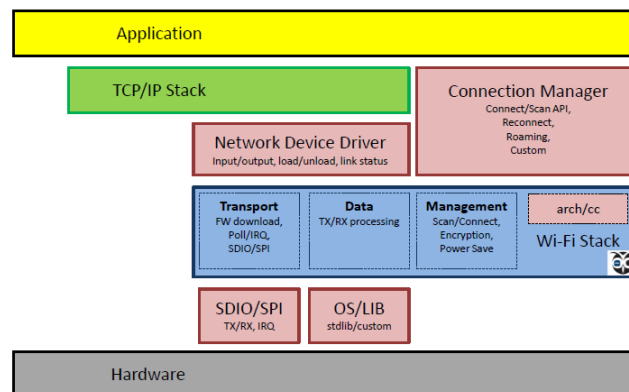 Application
TCP/IP Stack
Connection Manager
Connect/Scan API,
Reconnect,
Roaming,
Custom
Network Device Driver
Input/output, load/unload, link status
Transport
FW download,
Poll/IRQ,
SDIO/SPI
Data
TX/RX processing
Management
Scan/Connect,
Encryption,
Power Save
arch/cc
Wi-Fi Stack
SDIO/SPI
TX/RX, IRQ
OS/LIB
stdlib/custom
Hardware